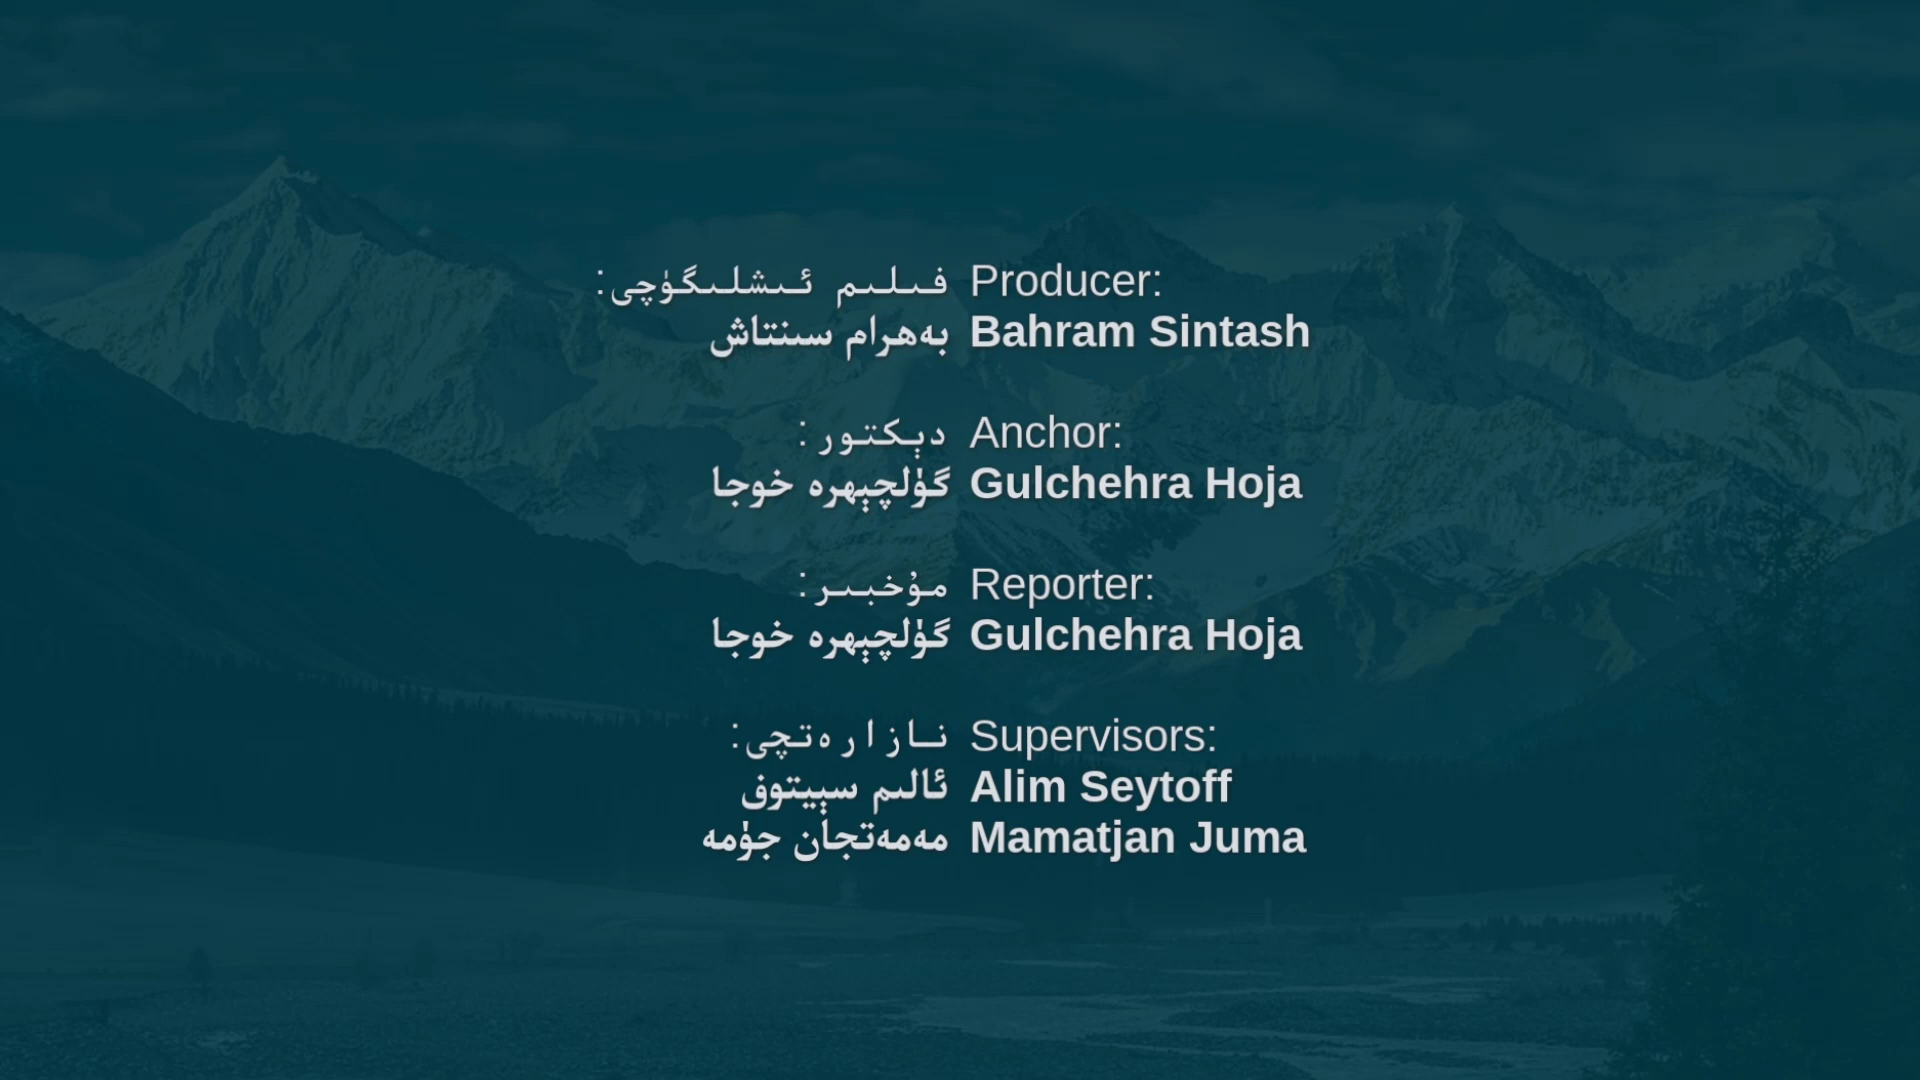 فىلىم ئىشلىگۈچى: Producer:
بەھرام سىنتاش Bahram Sintash
دېكتور: Anchor:
گۈلچېھرە خوجا Gulchehra Hoja
مۇخبىر: Reporter:
گۈلچېھرە خوجا Gulchehra Hoja
نازارەتچى: Supervisors:
ئالىم سېيتوف Alim Seytoff
مەمەتجان جۈمە Mamatjan Juma